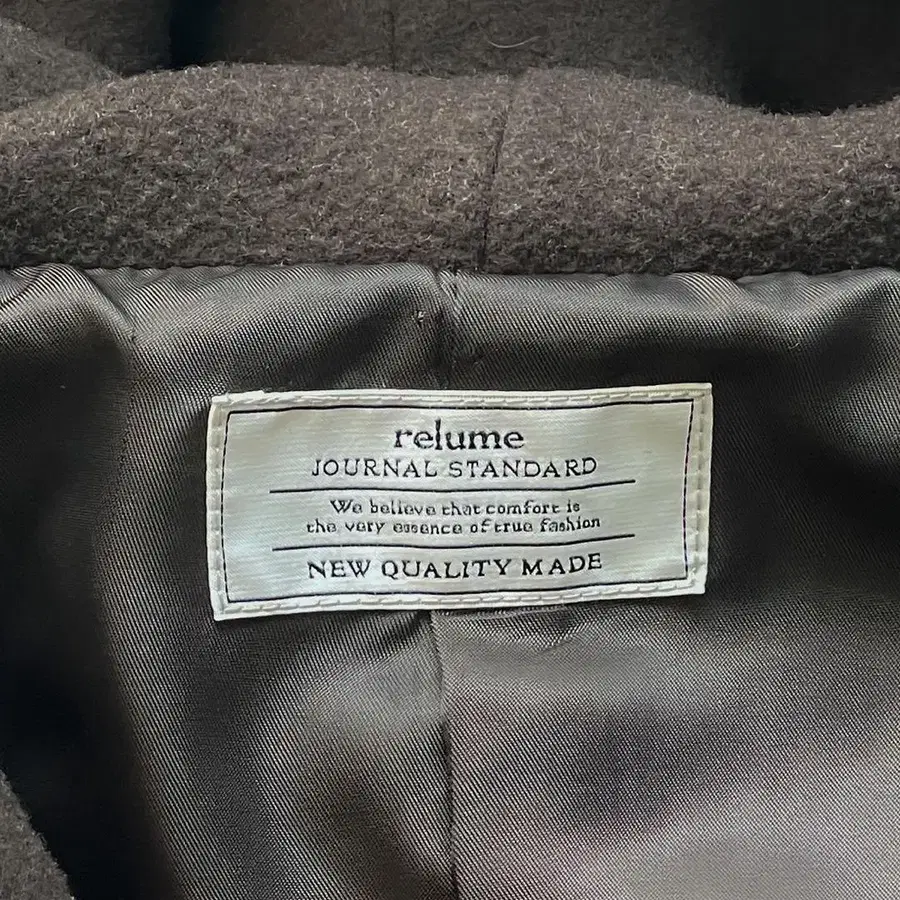 relume
JOURNAL STANDARD
We believe that comfort is
the very essence of true fashion
NEW QUALITY MADE